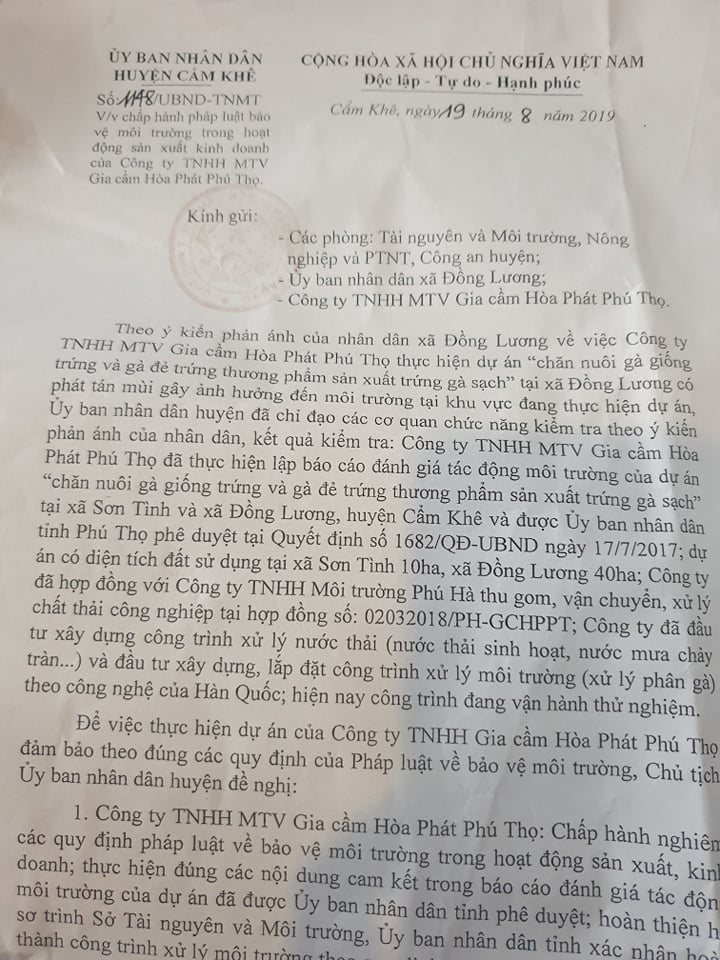 ỦY BAN NHÂN DÂN
HUYỆN CẨM KHÊ
CỘNG HÒA XÃ HỘI CHỦ NGHĨA VIỆT NAM
Độc lập - Tự do - Hạnh phúc
Số:1148/UBND-TNMT
V/v chấp hành pháp luật bảo
vệ môi trường trong hoạt
động sản xuất kinh doanh
của Công ty TNHH MTV
Gia cầm Hòa Phát Phú Thọ.
Cẩm Khê, ngày 19 tháng 8 năm 2019
Kính gửi:
- Các phòng: Tài nguyên và Môi trường, Nông
nghiệp và PTNT, Công an huyện;
- Ủy ban nhân dân xã Đồng Lương;
- Công ty TNHH MTV Gia cầm Hòa Phát Phú Thọ.
Theo ý kiến phản ánh của nhân dân xã Đồng Lương về việc Công ty
TNHH MTV Gia cầm Hòa Phát Phú Thọ thực hiện dự án “chăn nuôi gà giống
trứng và gà đẻ trứng thương phẩm sản xuất trứng gà sạch” tại xã Đồng Lương có
phát tán mùi gây ảnh hưởng đến môi trường tại khu vực đang thực hiện dự án,
Ủy ban nhân dân huyện đã chỉ đạo các cơ quan chức năng kiểm tra theo ý kiến
phản ánh của nhân dân, kết quả kiểm tra: Công ty TNHH MTV Gia cầm Hòa
Phát Phú Thọ đã thực hiện lập báo cáo đánh giá tác động môi trường của dự án
“chăn nuôi gà giống trứng và gà đẻ trứng thương phẩm sản xuất trứng gà sạch”
tại xã Sơn Tình và xã Đồng Lương, huyện Cẩm Khê và được Ủy ban nhân dân
tỉnh Phú Thọ phê duyệt tại Quyết định số 1682/QĐ-UBND ngày 17/7/2017; dự
án có diện tích đất sử dụng tại xã Sơn Tình 10ha, xã Đồng Lương 40ha; Công ty
đã hợp đồng với Công ty TNHH Môi trường Phú Hà thu gom, vận chuyển, xử lý
chất thải công nghiệp tại hợp đồng số: 02032018/PH-GCHPPT; Công ty đã đầu
tư xây dựng công trình xử lý nước thải (nước thải sinh hoạt, nước mưa chảy
tràn...) và đầu tư xây dựng, lắp đặt công trình xử lý môi trường (xử lý phân gà)
theo công nghệ của Hàn Quốc; hiện nay công trình đang vận hành thử nghiệm.
Để việc thực hiện dự án của Công ty TNHH Gia cầm Hòa Phát Phú Thọ
đảm bảo theo đúng các quy định của Pháp luật về bảo vệ môi trường, Chủ tịch
Ủy ban nhân dân huyện đề nghị:
1. Công ty TNHH MTV Gia cầm Hòa Phát Phú Thọ: Chấp hành nghiêm
các quy định pháp luật về bảo vệ môi trường trong hoạt động sản xuất, kinh
doanh; thực hiện đúng các nội dung cam kết trong báo cáo đánh giá tác độn
môi trường của dự án đã được Ủy ban nhân dân tỉnh phê duyệt; hoàn thiện h
sơ trình Sở Tài nguyên và Môi trường, Ủy ban nhân dân tỉnh xác nhận hoà
thành công trình xử lý môi trường theo